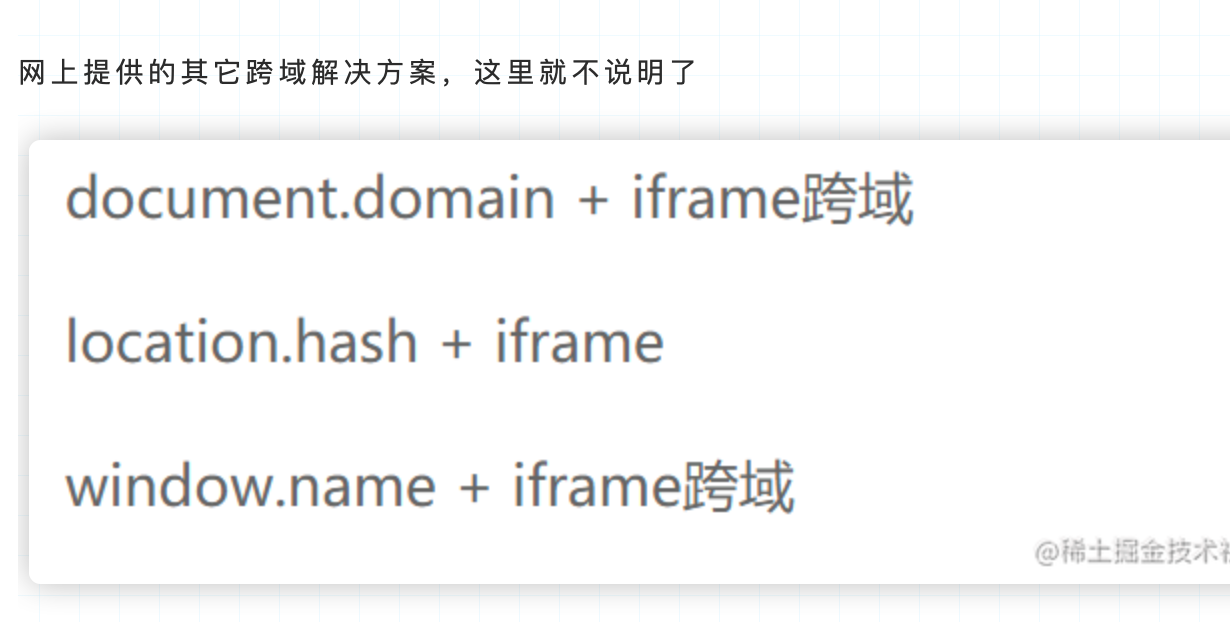 网上提供的其它跨域解决方案，这里就不说明了
document.domain + iframe跨域
location.hash + iframe
window.name + iframe跨域
@稀土掘金技术社